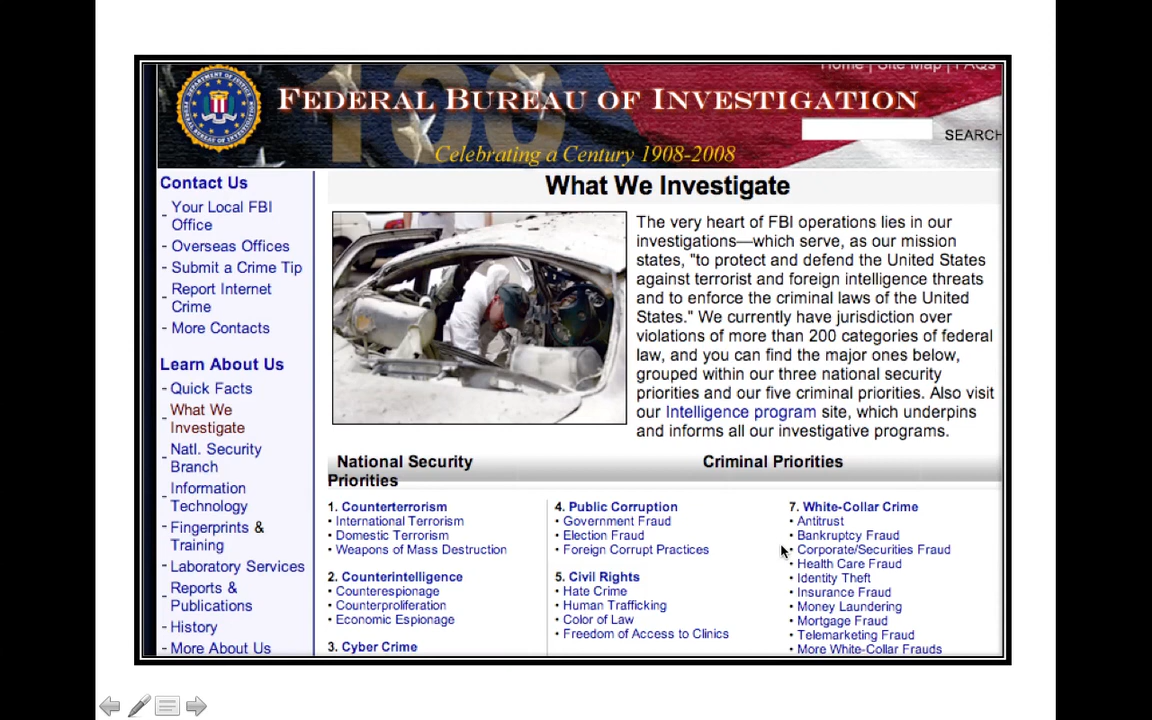 Home | Site Map | FAQs
100
FEDERAL BUREAU OF INVESTIGATION
SEARCH
Celebrating a Century 1908-2008
Contact Us
- Your Local FBI
Office
- Overseas Offices
- Submit a Crime Tip
- Report Internet
Crime
- More Contacts
Learn About Us
- Quick Facts
- What We
Investigate
- Natl. Security
Branch
- Information
Technology
- Fingerprints &
Training
- Laboratory Services
- Reports &
Publications
- History
- More About Us
What We Investigate
The very heart of FBI operations lies in our
investigations—which serve, as our mission
states, "to protect and defend the United States
against terrorist and foreign intelligence threats
and to enforce the criminal laws of the United
States." We currently have jurisdiction over
violations of more than 200 categories of federal
law, and you can find the major ones below,
grouped within our three national security
priorities and our five criminal priorities. Also visit
our Intelligence program site, which underpins
and informs all our investigative programs.
National Security
Priorities
1. Counterterrorism
• International Terrorism
• Domestic Terrorism
• Weapons of Mass Destruction
2. Counterintelligence
• Counterespionage
• Counterproliferation
• Economic Espionage
3. Cyber Crime
Criminal Priorities
4. Public Corruption
• Government Fraud
• Election Fraud
• Foreign Corrupt Practices
5. Civil Rights
• Hate Crime
• Human Trafficking
• Color of Law
• Freedom of Access to Clinics
7. White-Collar Crime
• Antitrust
• Bankruptcy Fraud
• Corporate/Securities Fraud
• Health Care Fraud
• Identity Theft
• Insurance Fraud
• Money Laundering
• Mortgage Fraud
• Telemarketing Fraud
• More White-Collar Frauds